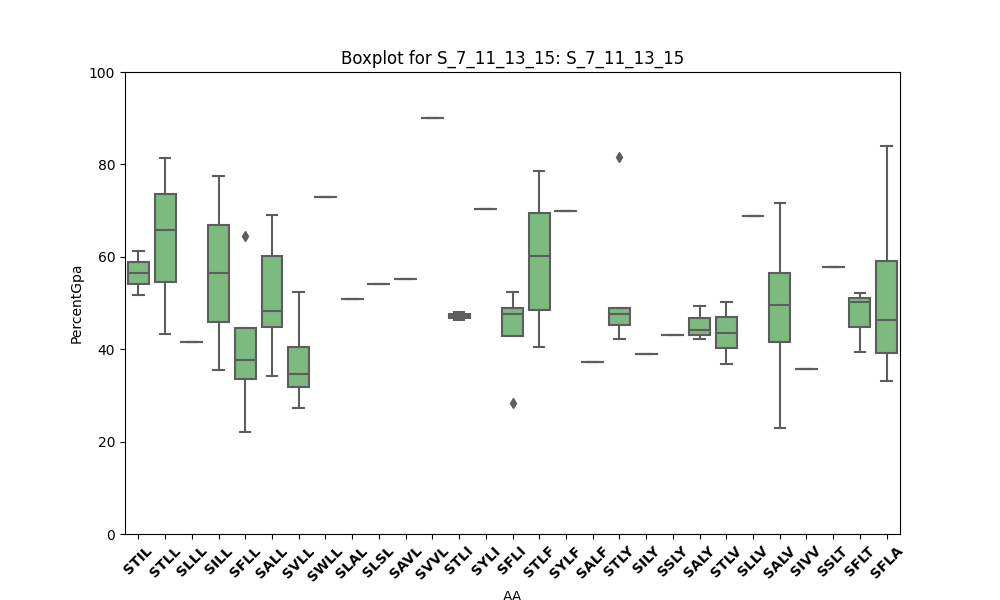 Boxplot for S_7_11_13_15: S_7_11_13_15
100
80
60
40
20
0
PercentGpa
STIL STLL SLLL SILL SFLL SALL SVLL SWLL SLAL SLSL SAVL SVVL STLI SYLI SFLI STLF SYLF SALF STLY SILY SSLY SALY STLV SLLV SALV SIVV SSLT SFLT SFLA
AA